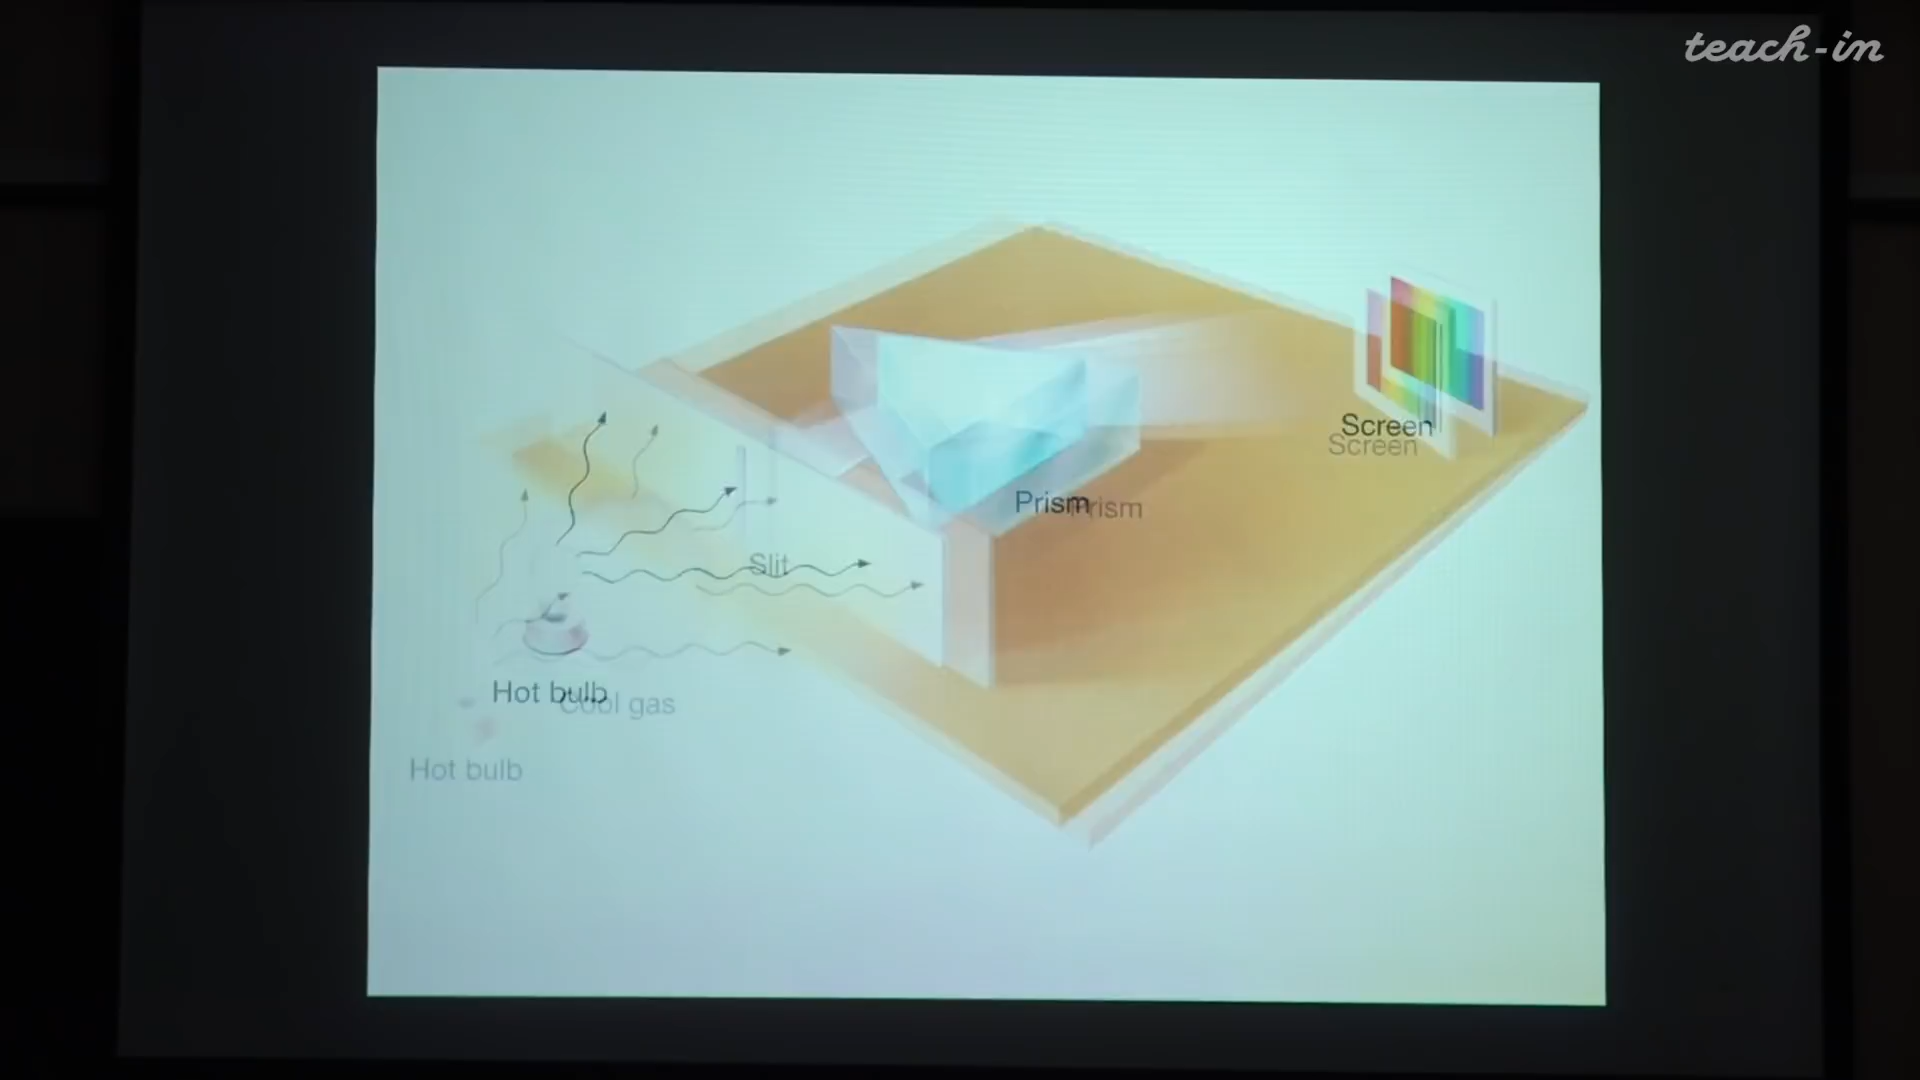 teach-in
Screen
Screen
Prism
Prism
Slit
Hot bulb
Cool gas
Hot bulb